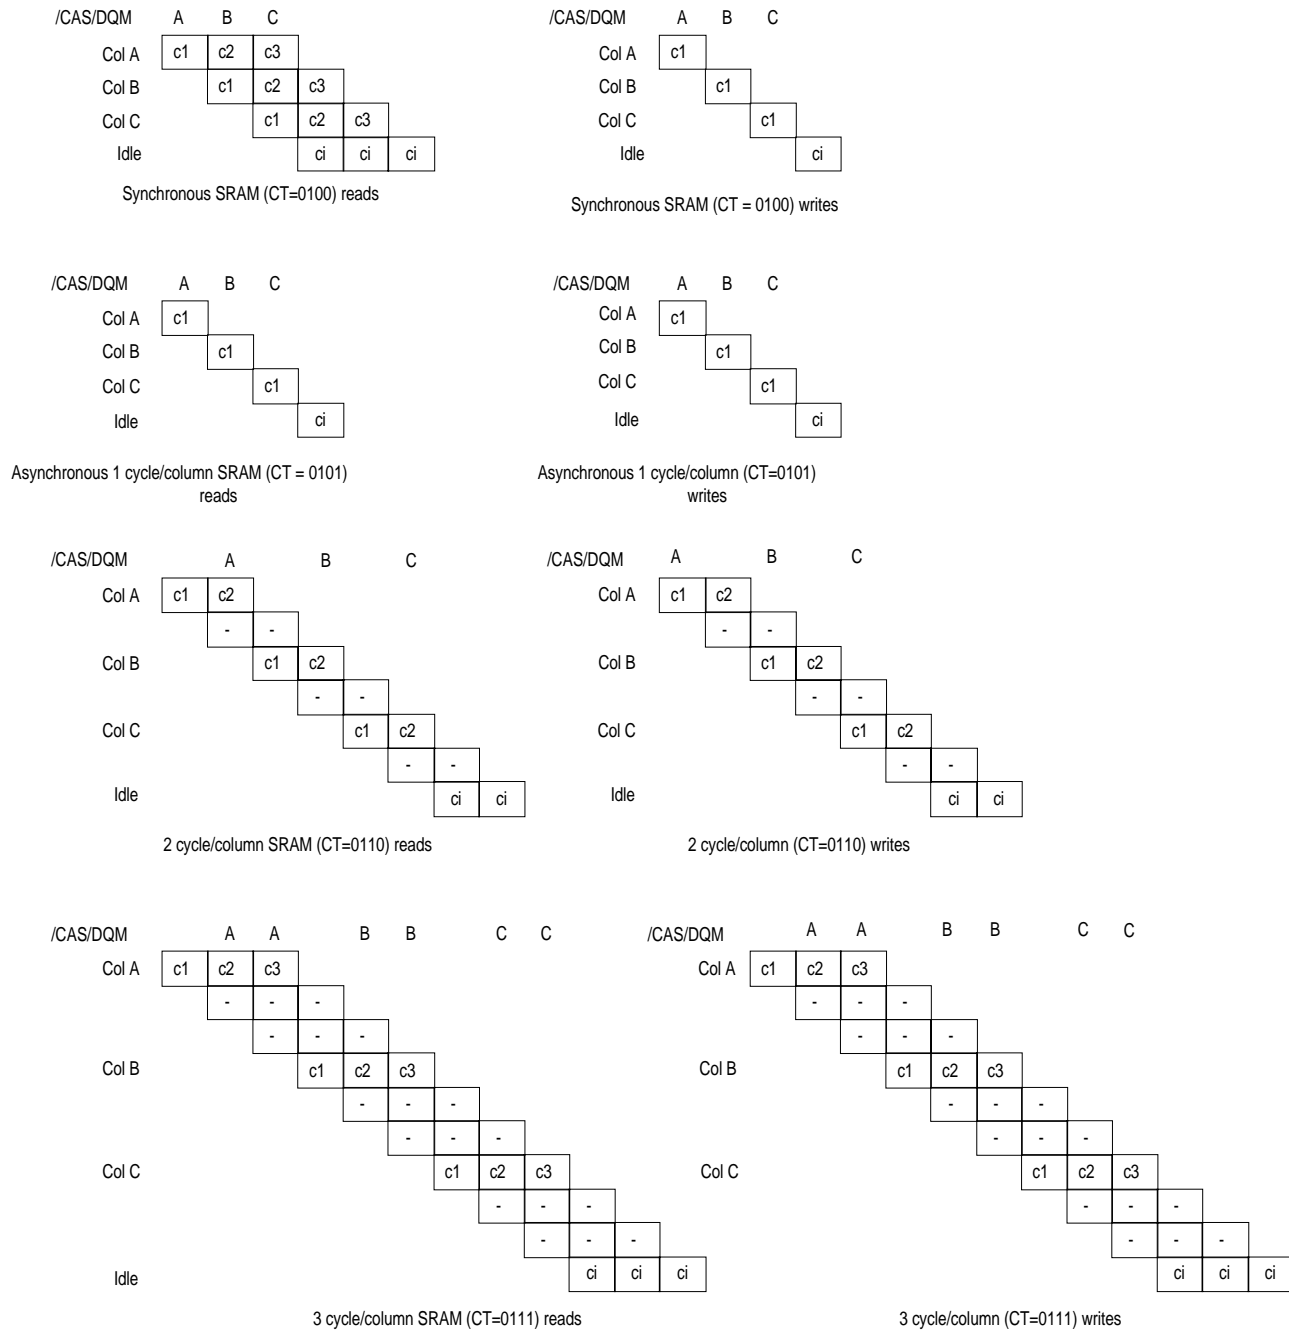 /CAS/DQM A B C
Col A c1 c2 c3
Col B c1 c2 c3
Col C c1 c2 c3
Idle ci ci ci
Synchronous SRAM (CT=0100) reads
/CAS/DQM A B C
Col A c1
Col B c1
Col C c1
Idle ci
Synchronous SRAM (CT = 0100) writes
/CAS/DQM A B C
Col A c1
Col B c1
Col C c1
Idle ci
Asynchronous 1 cycle/column SRAM (CT = 0101)
reads
/CAS/DQM A B C
Col A c1
Col B c1
Col C c1
Idle ci
Asynchronous 1 cycle/column (CT=0101)
writes
/CAS/DQM A B C
Col A c1 c2
- -
Col B c1 c2
- -
Col C c1 c2
- -
Idle ci ci
2 cycle/column SRAM (CT=0110) reads
/CAS/DQM A B C
Col A c1 c2
- -
Col B c1 c2
- -
Col C c1 c2
- -
Idle ci ci
2 cycle/column (CT=0110) writes
/CAS/DQM A A B B C C
Col A c1 c2 c3
- - -
- - -
Col B c1 c2 c3
- - -
- - -
Col C c1 c2 c3
- - -
- - -
Idle ci ci ci
3 cycle/column SRAM (CT=0111) reads
/CAS/DQM A A B B C C
Col A c1 c2 c3
- - -
- - -
Col B c1 c2 c3
- - -
- - -
Col C c1 c2 c3
- - -
- - -
ci ci ci
3 cycle/column (CT=0111) writes